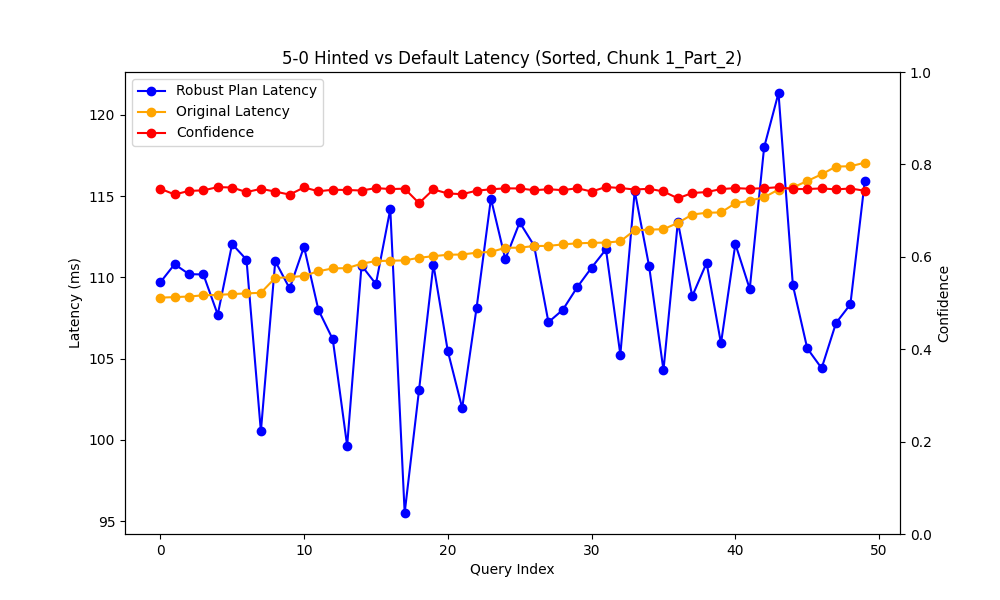 5-0 Hinted vs Default Latency (Sorted, Chunk 1_Part_2)
Robust Plan Latency
Original Latency
Confidence
Latency (ms)
120
115
110
105
100
95
1.0
0.8
0.6
0.4
0.2
0.0
Confidence
0
10
20
30
40
50
Query Index